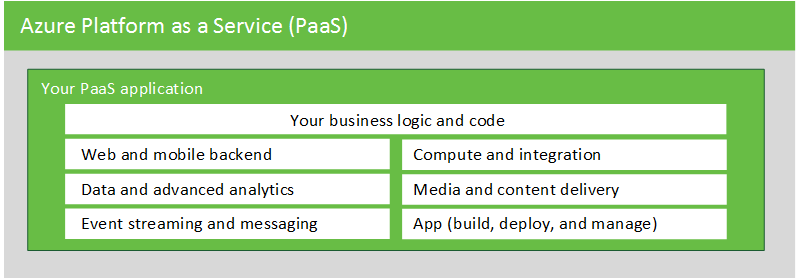 Azure Platform as a Service (PaaS)
Your PaaS application
Your business logic and code
Web and mobile backend
Compute and integration
Data and advanced analytics
Media and content delivery
Event streaming and messaging
App (build, deploy, and manage)